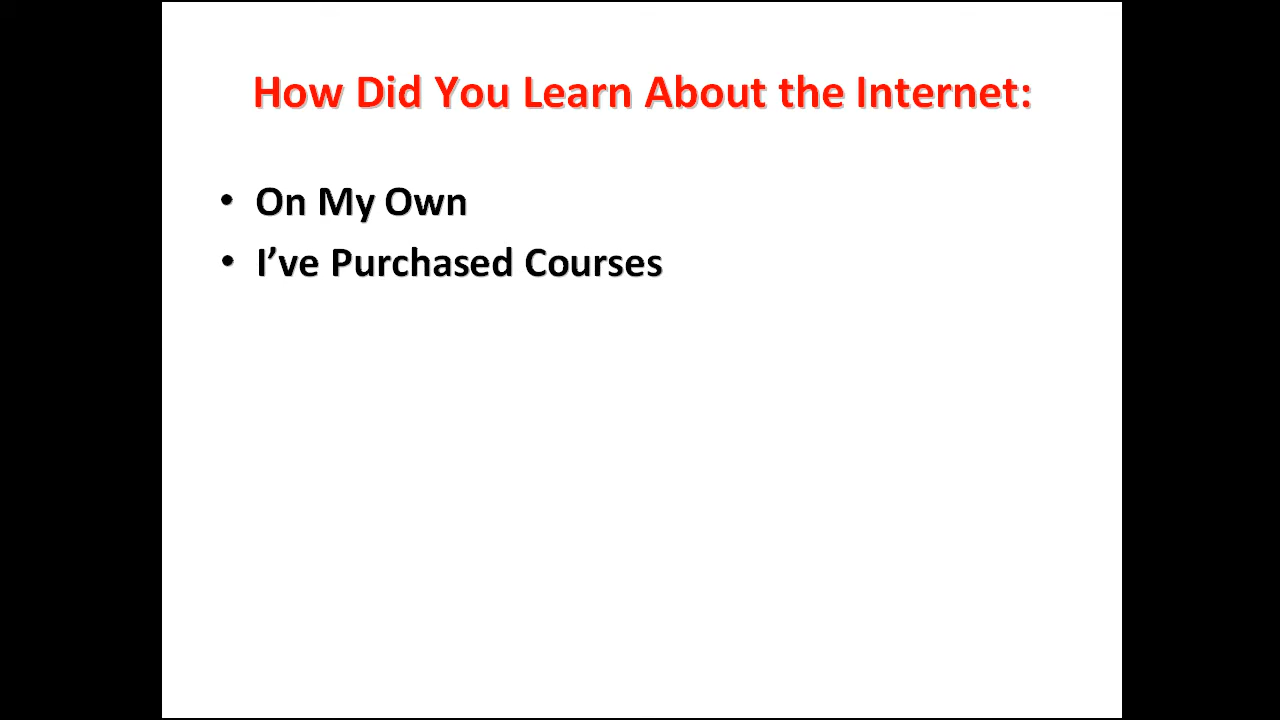 How Did You Learn About the Internet:
• On My Own
• I’ve Purchased Courses